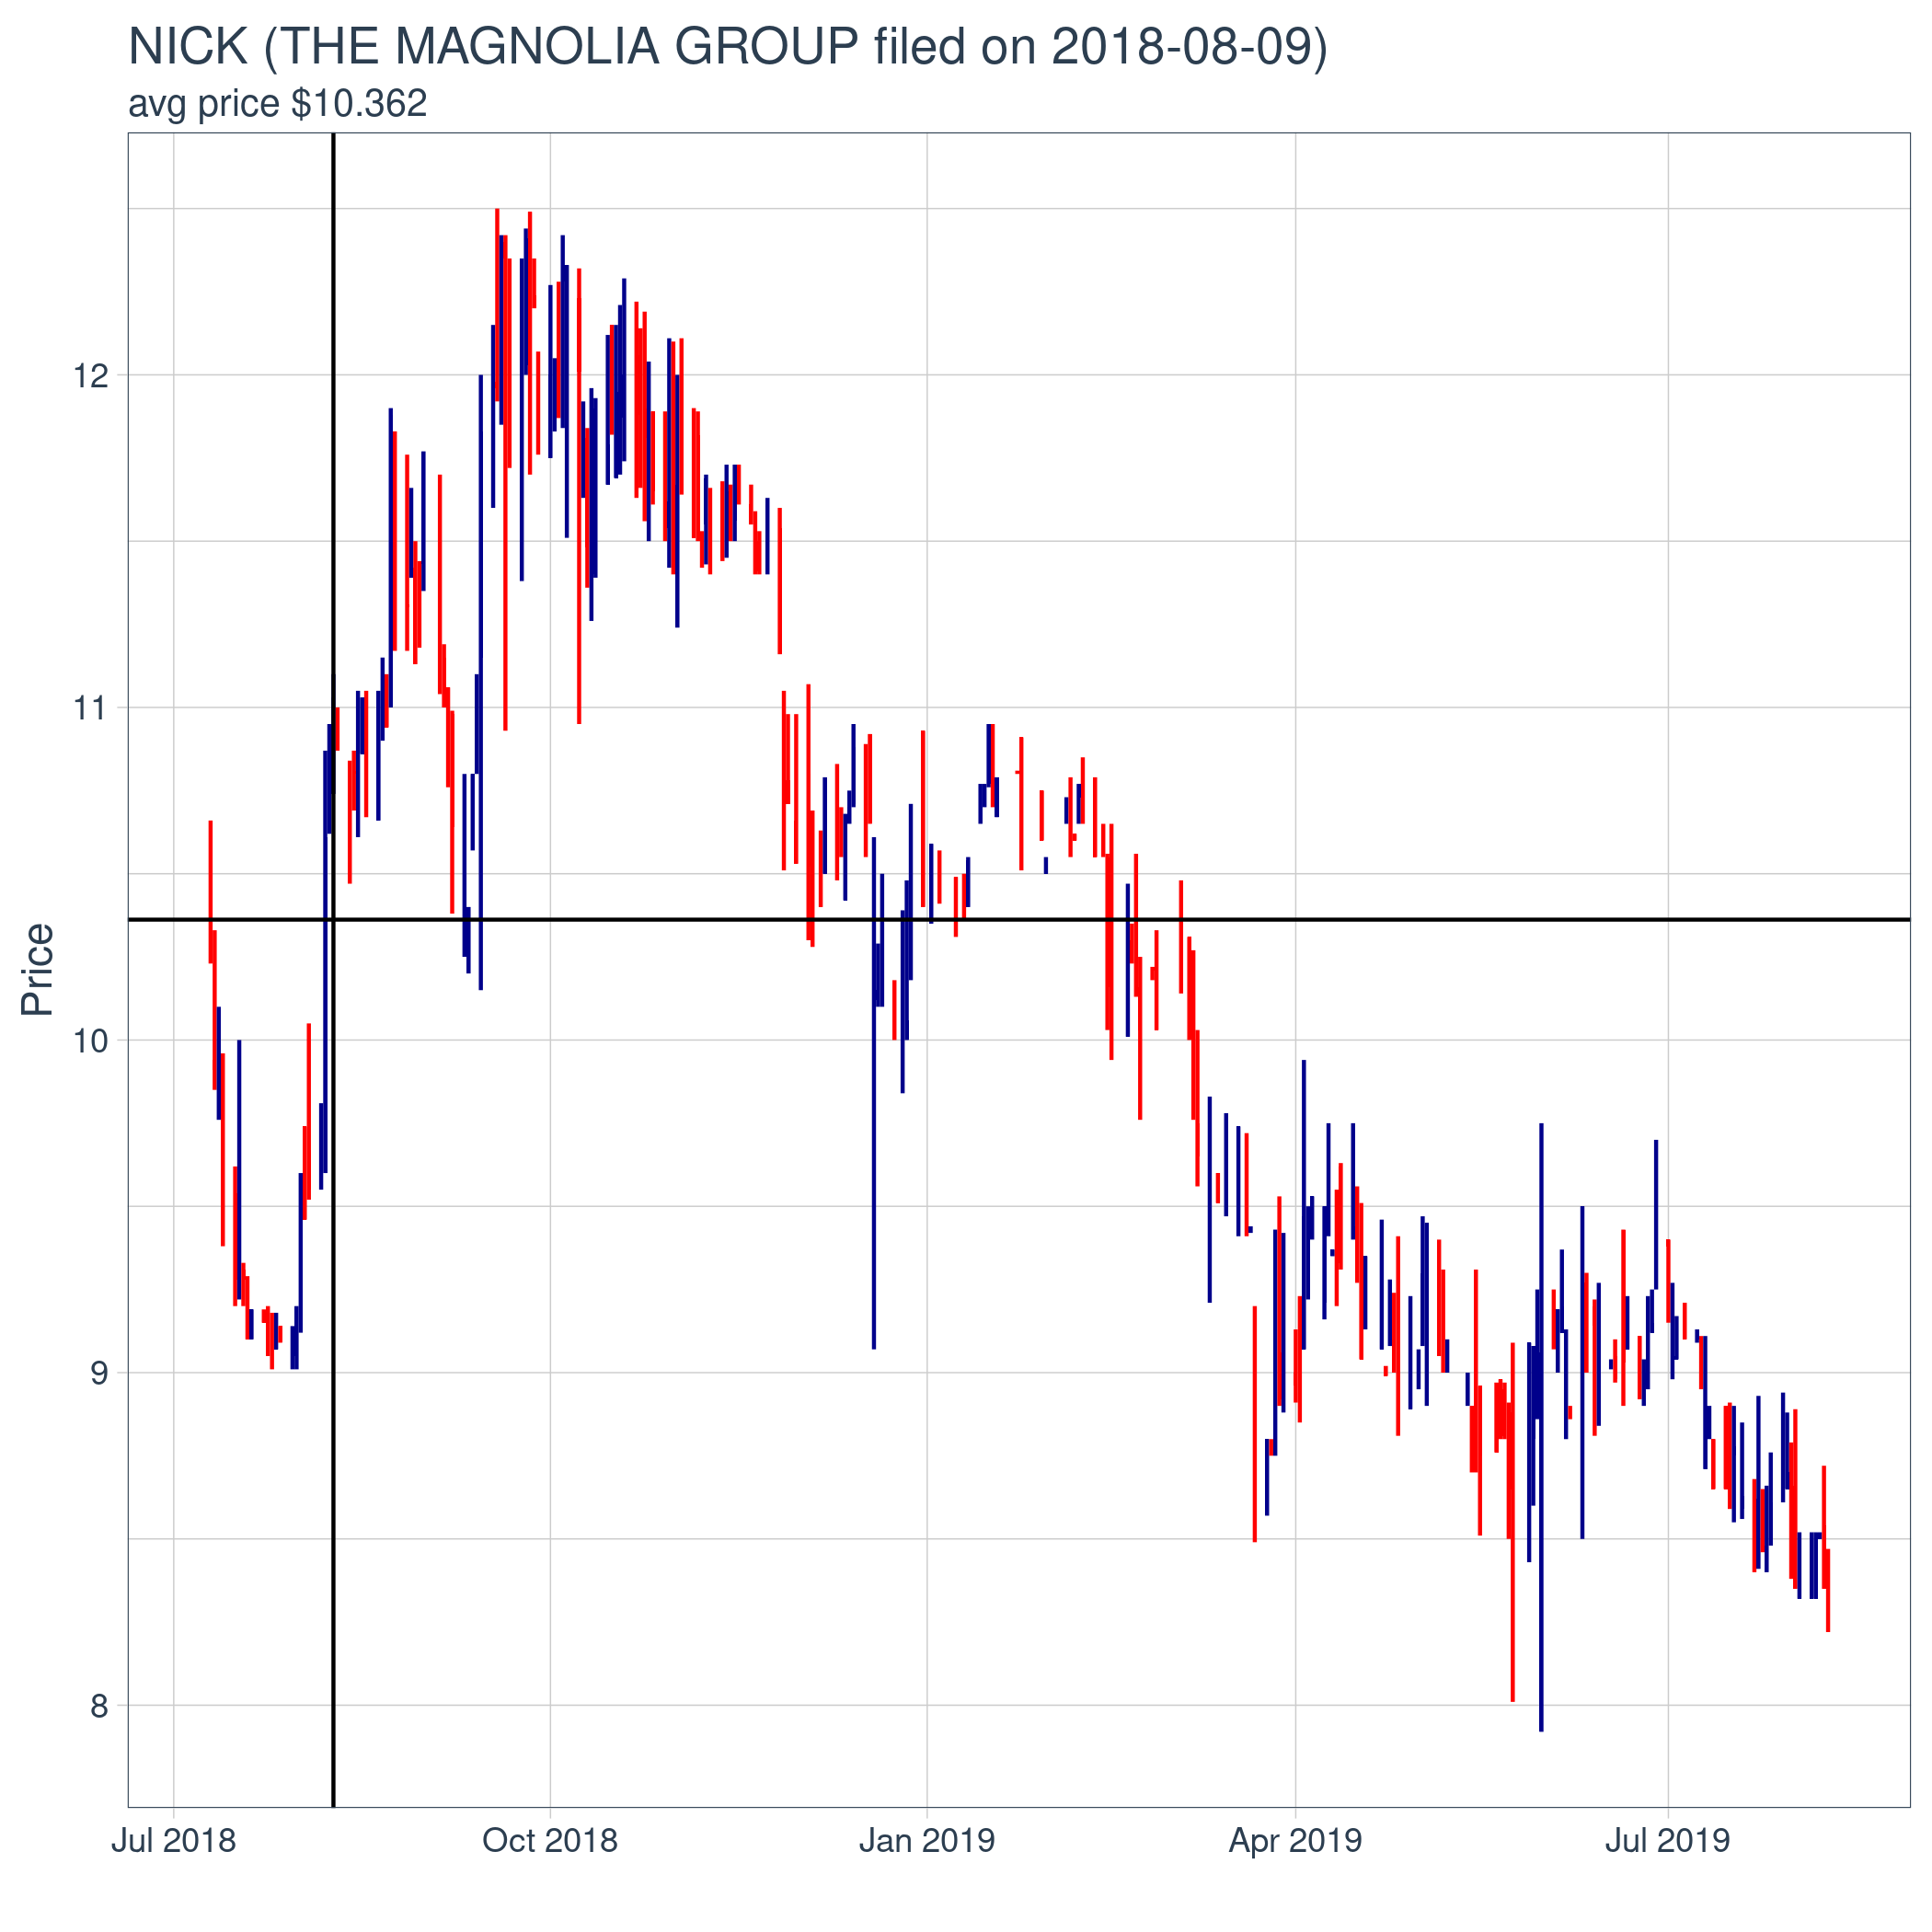 NICK (THE MAGNOLIA GROUP filed on 2018-08-09)
avg price $10.362
12
11
10
9
8
Price
Jul 2018
Oct 2018
Jan 2019
Apr 2019
Jul 2019